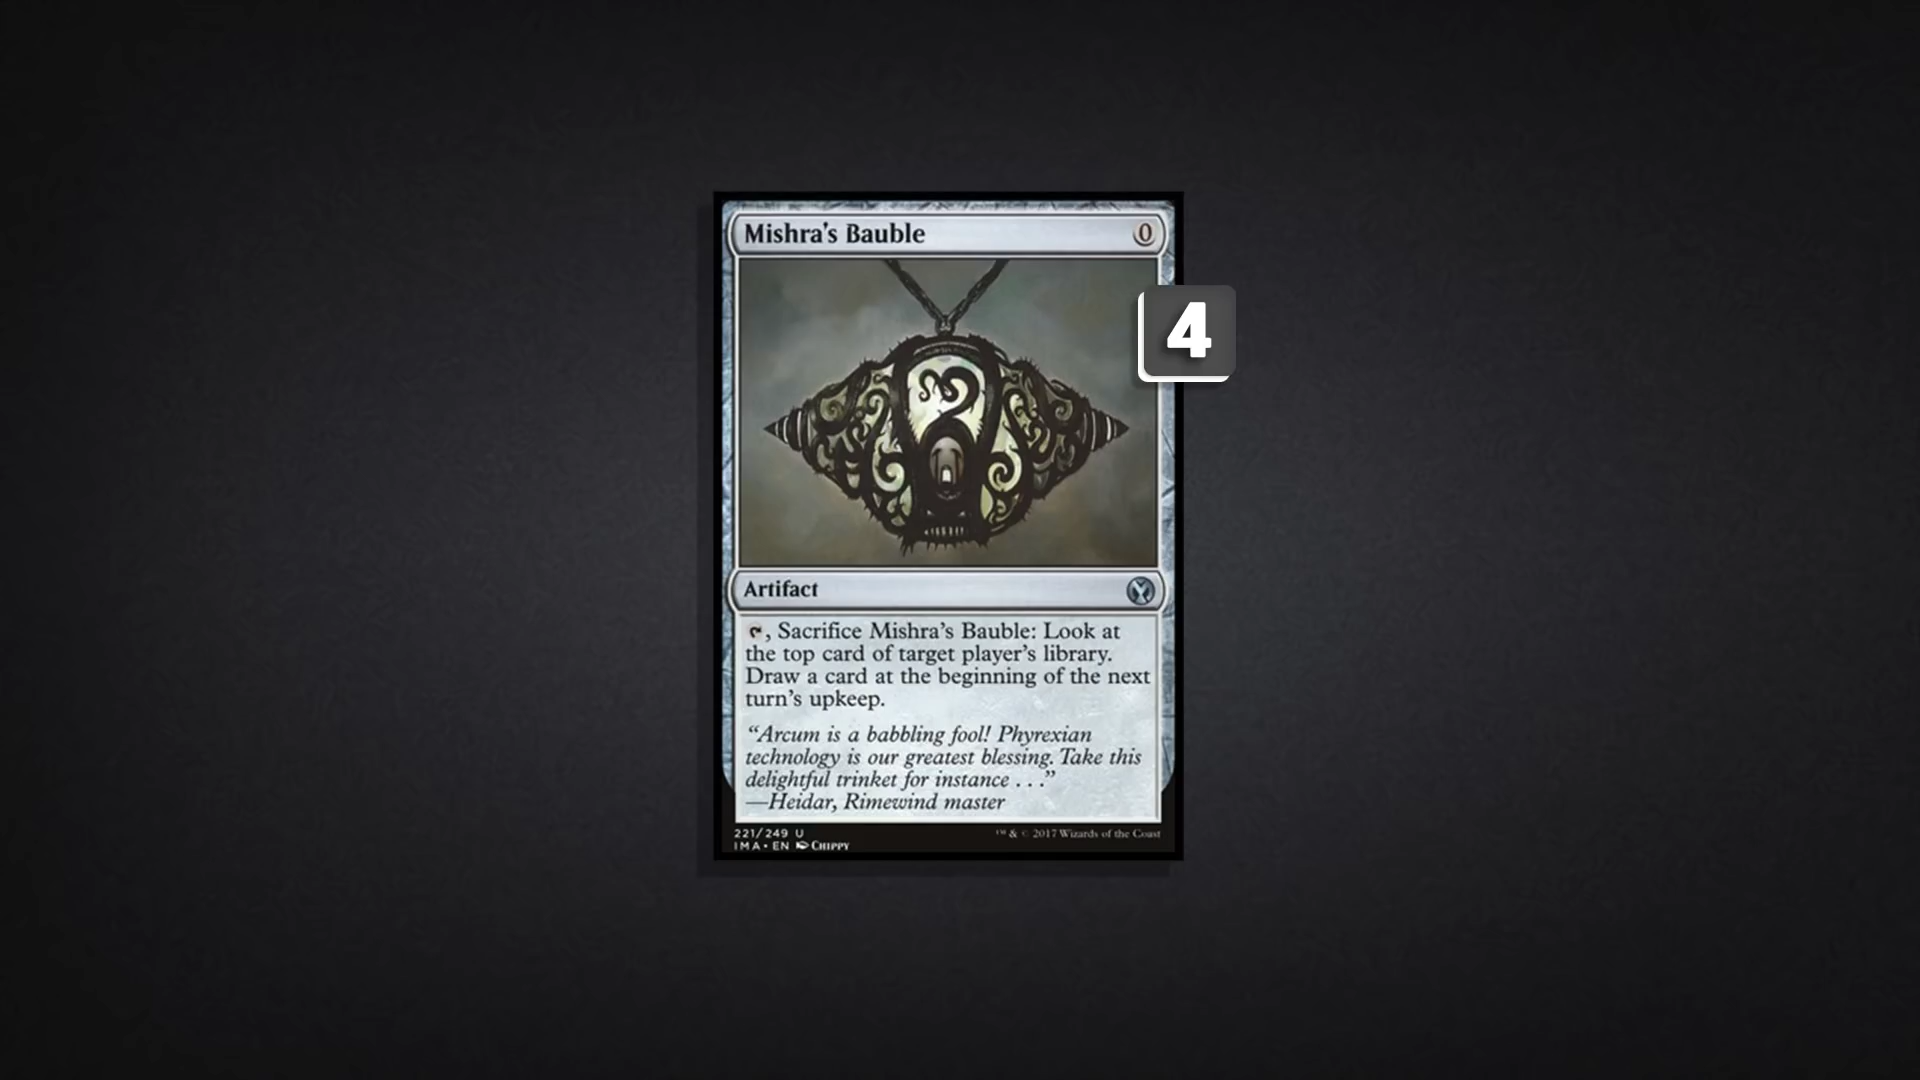 Mishra's Bauble 0
4
Artifact
, Sacrifice Mishra's Bauble: Look at
the top card of target player's library.
Draw a card at the beginning of the next
turn's upkeep.
"Arcum is a babbling fool! Phyrexian
technology is our greatest blessing. Take this
delightful trinket for instance . . ."
—Heidar, Rimewind master
221/249 U
™ & © 2017 Wizards of the Coast
IMA • EN CHIPPY